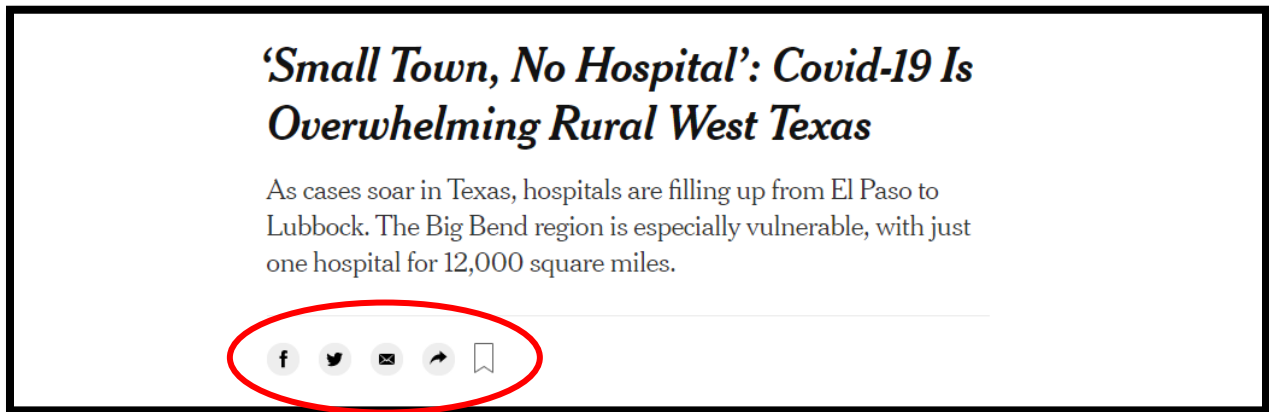 ‘Small Town, No Hospital’: Covid-19 Is
Overwhelming Rural West Texas
As cases soar in Texas, hospitals are filling up from El Paso to
Lubbock. The Big Bend region is especially vulnerable, with just
one hospital for 12,000 square miles.